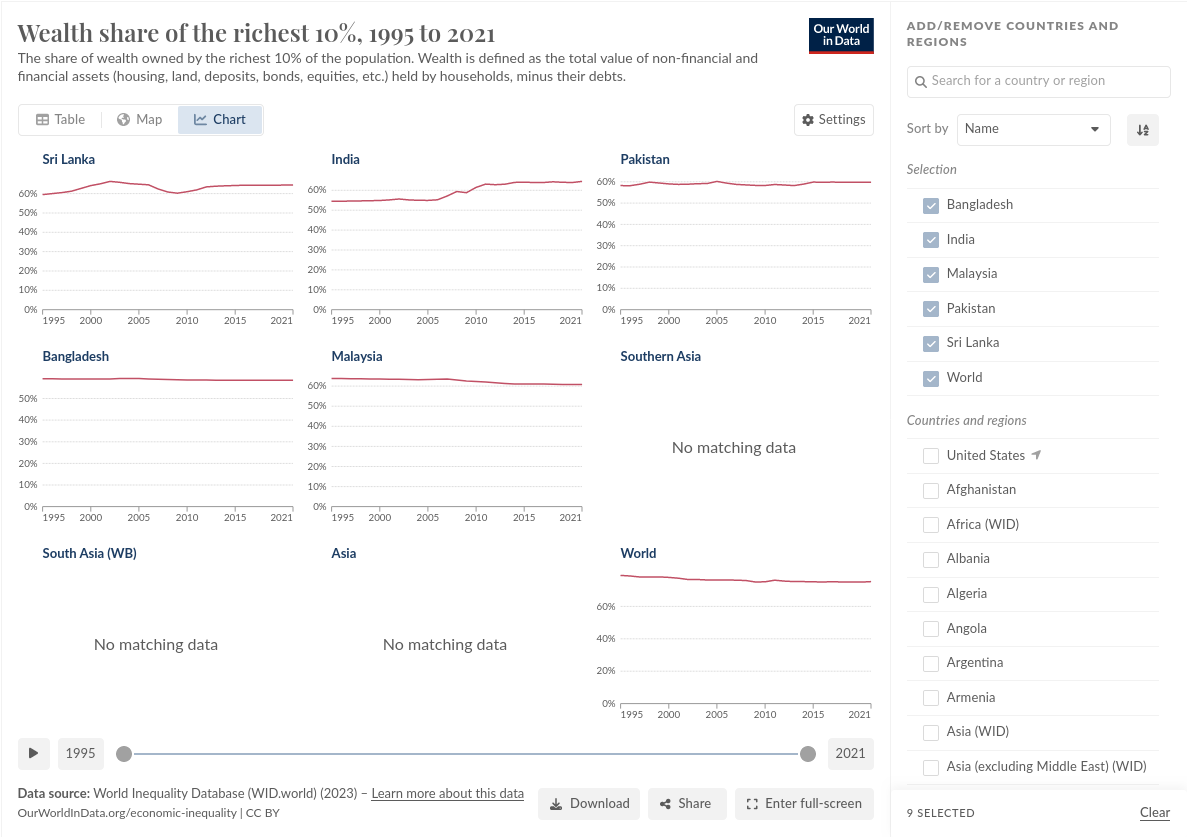 Wealth share of the richest 10%, 1995 to 2021
The share of wealth owned by the richest 10% of the population. Wealth is defined as the total value of non-financial and
financial assets (housing, land, deposits, bonds, equities, etc.) held by households, minus their debts.
Our World
in Data
Table
Map
Chart
Settings
Sri Lanka
60%
50%
40%
30%
20%
10%
0%
1995 2000 2005 2010 2015 2021
India
60%
50%
40%
30%
20%
10%
0%
1995 2000 2005 2010 2015 2021
Pakistan
60%
50%
40%
30%
20%
10%
0%
1995 2000 2005 2010 2015 2021
Bangladesh
50%
40%
30%
20%
10%
0%
1995 2000 2005 2010 2015 2021
Malaysia
60%
50%
40%
30%
20%
10%
0%
1995 2000 2005 2010 2015 2021
Southern Asia
No matching data
South Asia (WB)
No matching data
Asia
No matching data
World
60%
40%
20%
0%
1995 2000 2005 2010 2015 2021
1995
2021
Data source: World Inequality Database (WID.world) (2023) – Learn more about this data
OurWorldInData.org/economic-inequality | CC BY
Download
Share
Enter full-screen
ADD/REMOVE COUNTRIES AND
REGIONS
Search for a country or region
Sort by
Name
Selection
Bangladesh
India
Malaysia
Pakistan
Sri Lanka
World
Countries and regions
United States
Afghanistan
Africa (WID)
Albania
Algeria
Angola
Argentina
Armenia
Asia (WID)
Asia (excluding Middle East) (WID)
9 SELECTED
Clear